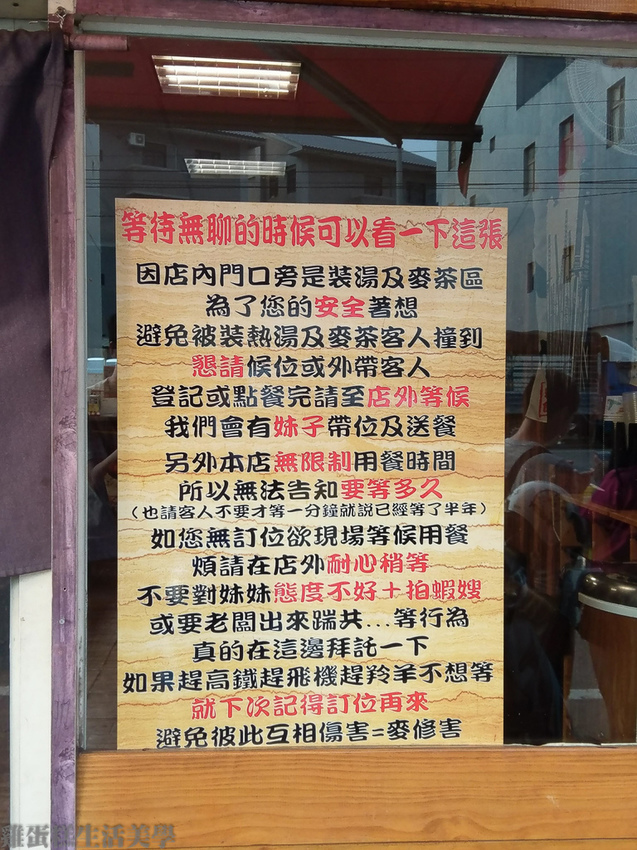 等待無聊的時候可以看一下這張
因店內門口旁是裝湯及麥茶區
為了您的安全著想
避免被裝熱湯及麥茶客人撞到
懇請候位或外帶客人
登記或點餐完請至店外等候
我們會有妹子帶位及送餐
另外本店無限制用餐時間
所以無法告知要等多久
(也請客人不要才等一分鐘就說已經等了半年)
如您無訂位欲現場等候用餐
煩請在店外耐心稍等
不要對妹妹態度不好+拍蝦嫂
或要老闆出來踹共...等行為
真的在這邊拜託一下
如果趕高鐵趕飛機趕羚羊不想等
就下次記得訂位再來
避免彼此互相傷害=麥修害
生活美學